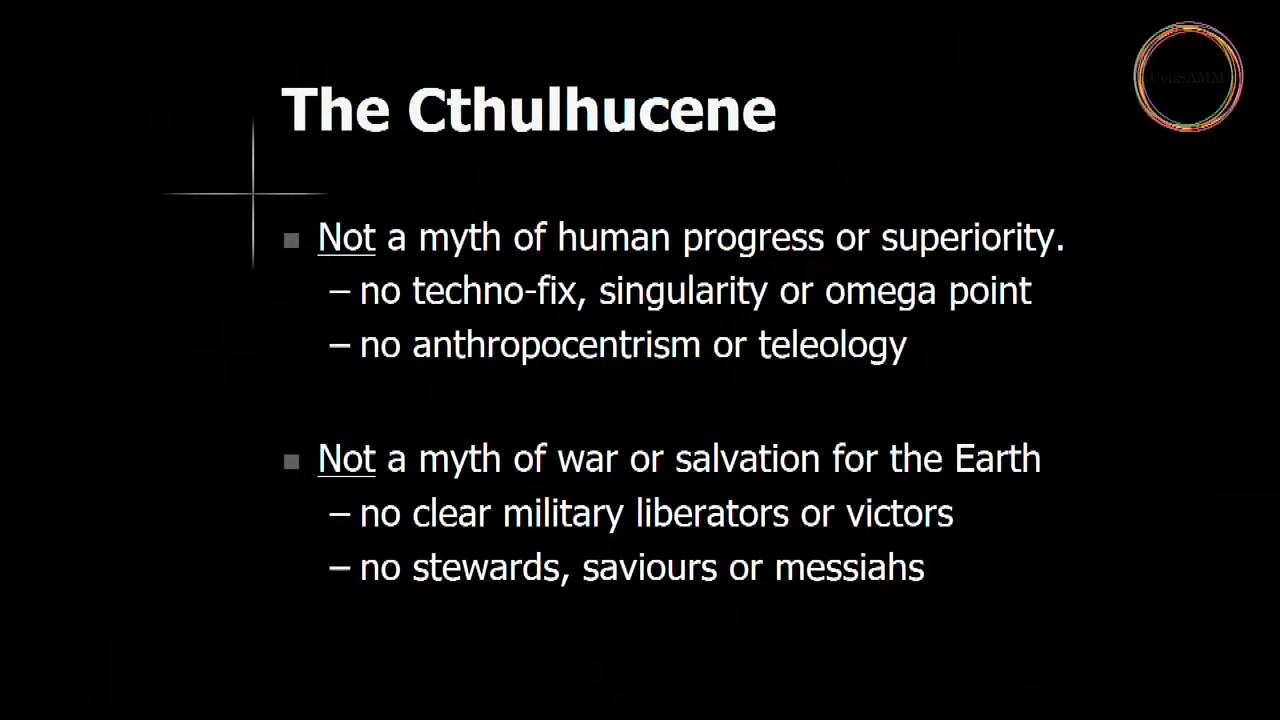 ConSAMM
The Cthulhucene
Not a myth of human progress or superiority.
– no techno-fix, singularity or omega point
– no anthropocentrism or teleology
Not a myth of war or salvation for the Earth
– no clear military liberators or victors
– no stewards, saviours or messiahs